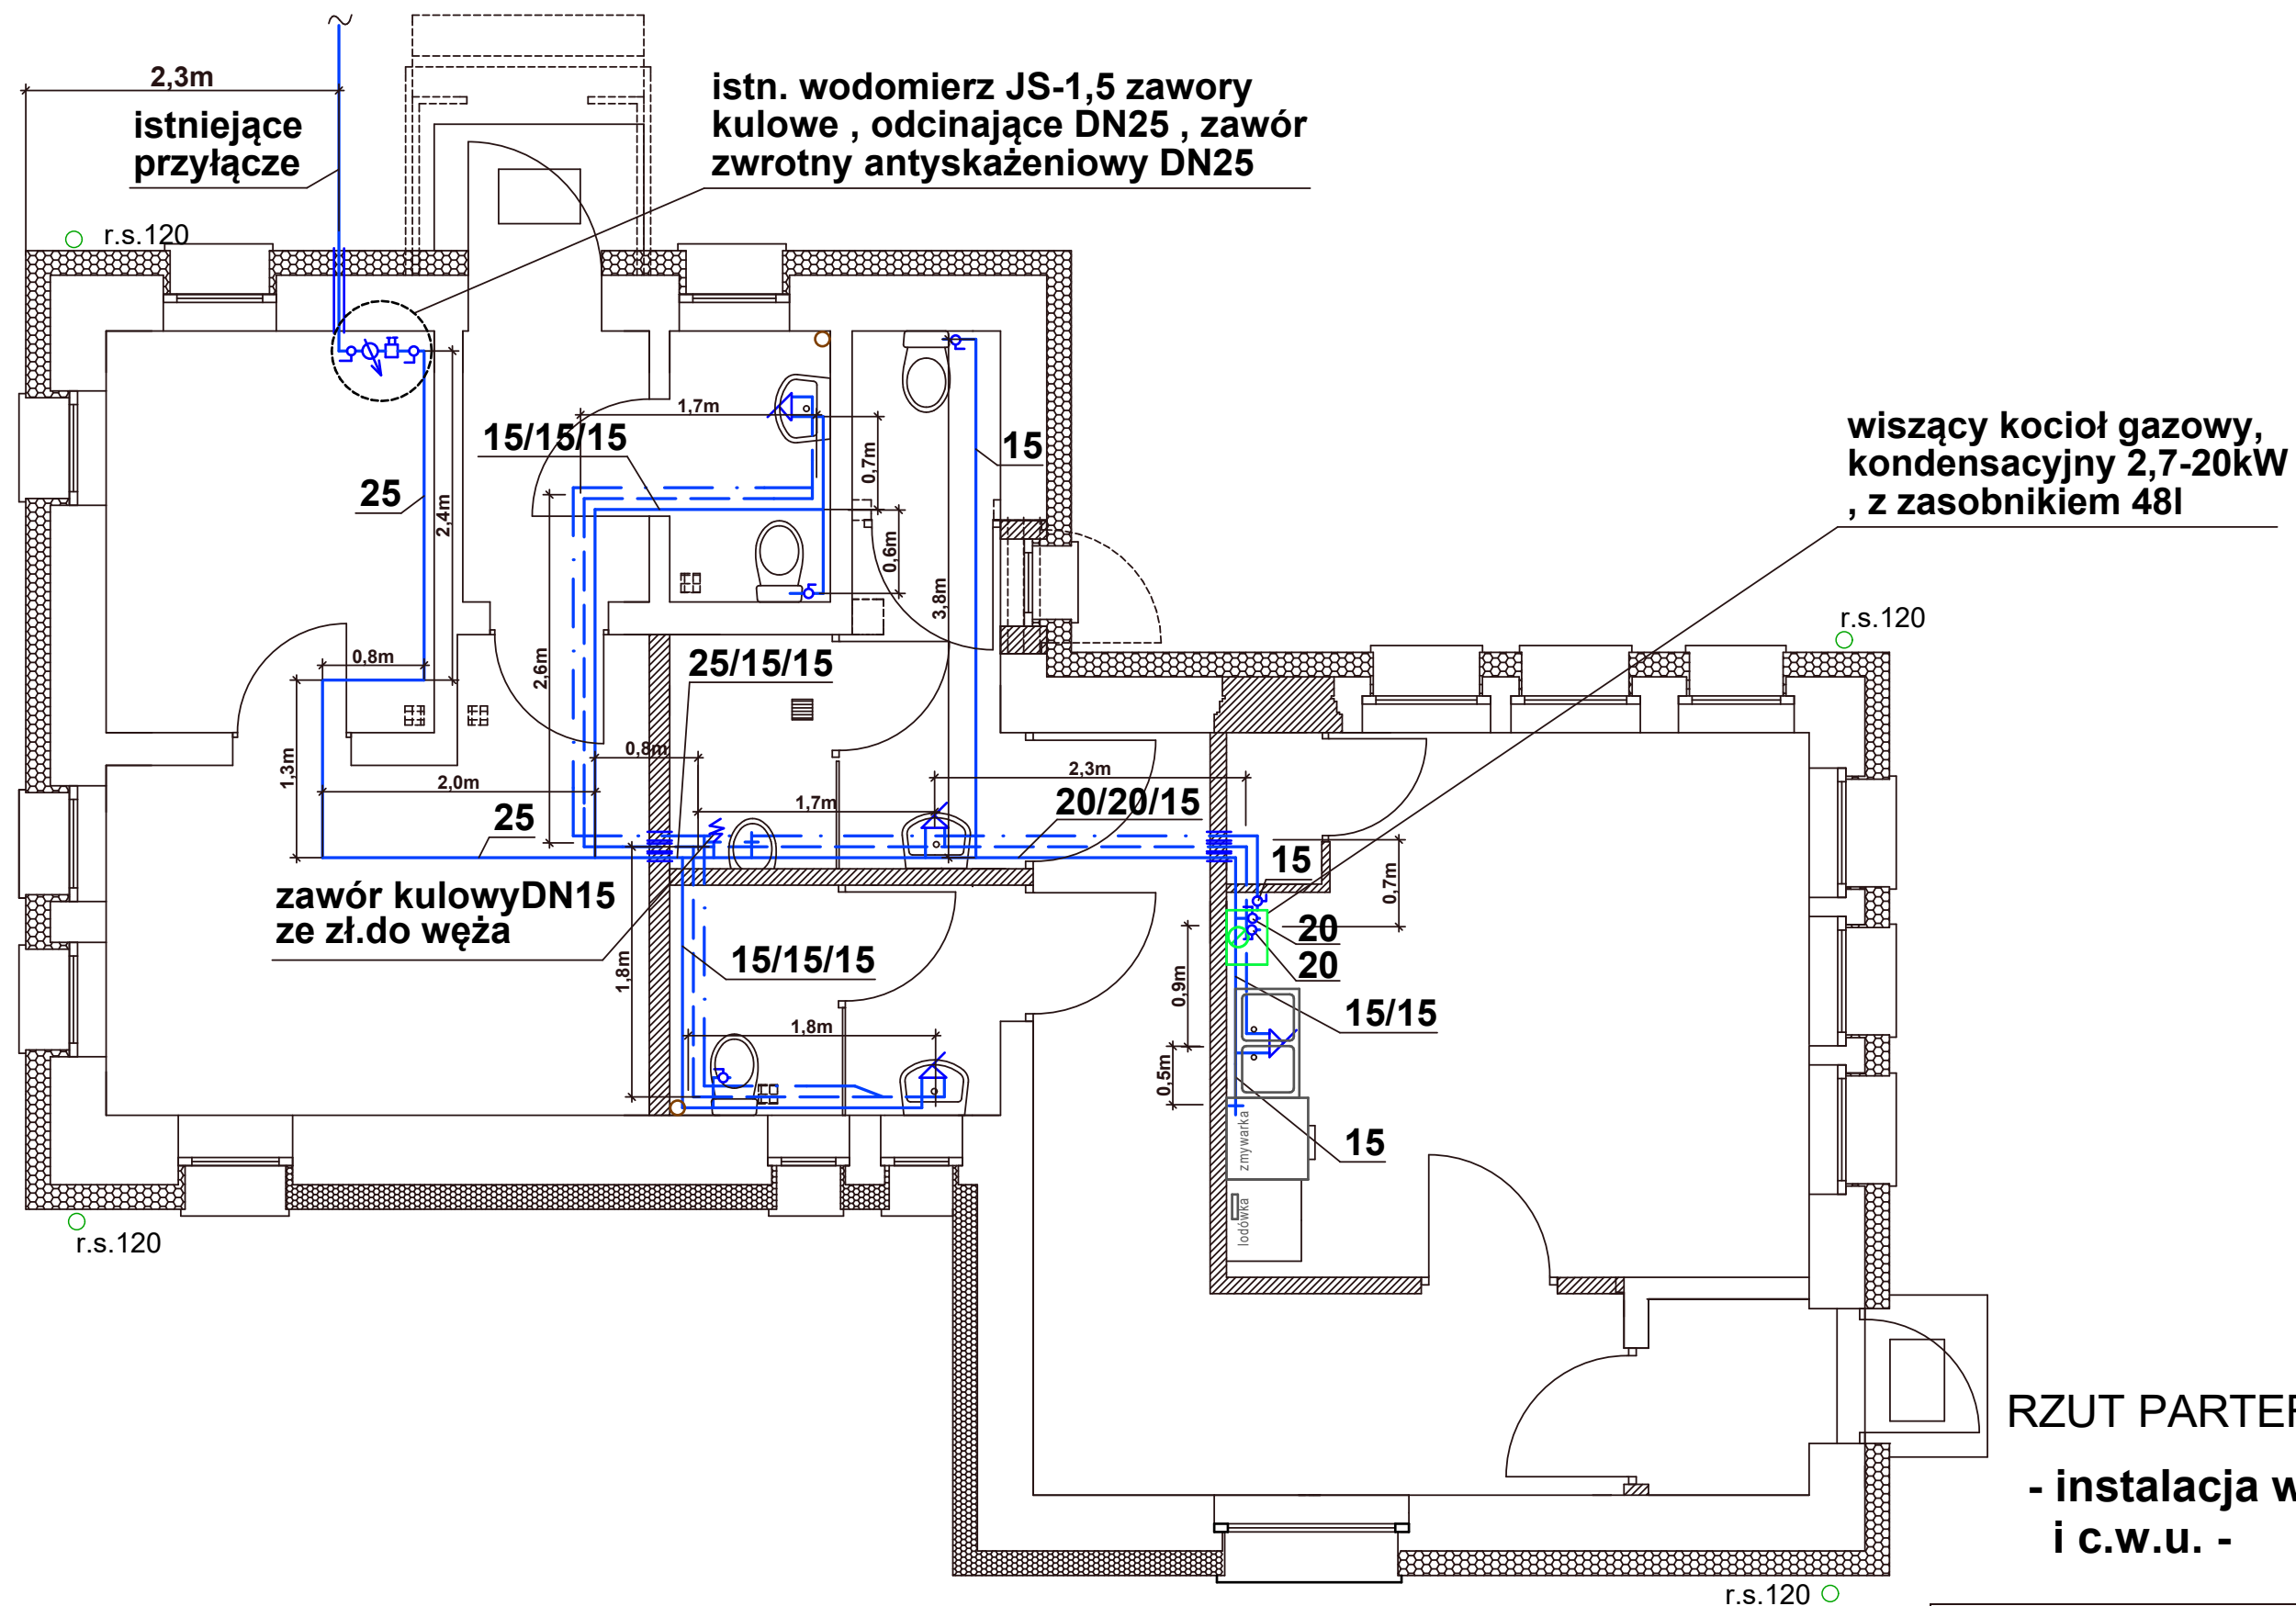 2,3m
istniejące
przyłącze
istn. wodomierz JS-1,5 zawory
kulowe , odcinające DN25 , zawór
zwrotny antyskażeniowy DN25
r.s.120
wiszący kocioł gazowy,
kondensacyjny 2,7-20kW
, z zasobnikiem 48l
1,7m
15/15/15
15
0,7m
25
2,4m
0,6m
3,8m
r.s.120
0,8m
2,6m
25/15/15
1,3m
0,8m
2,0m
2,3m
1,7m
20/20/15
25
15
0,7m
zawór kulowyDN15
ze zł.do węża
20
20
1,8m
15/15/15
0,9m
15/15
1,8m
0,5m
zmywarka
15
lodówka
r.s.120
RZUT PARTER
- instalacja w
i c.w.u. -
r.s.120